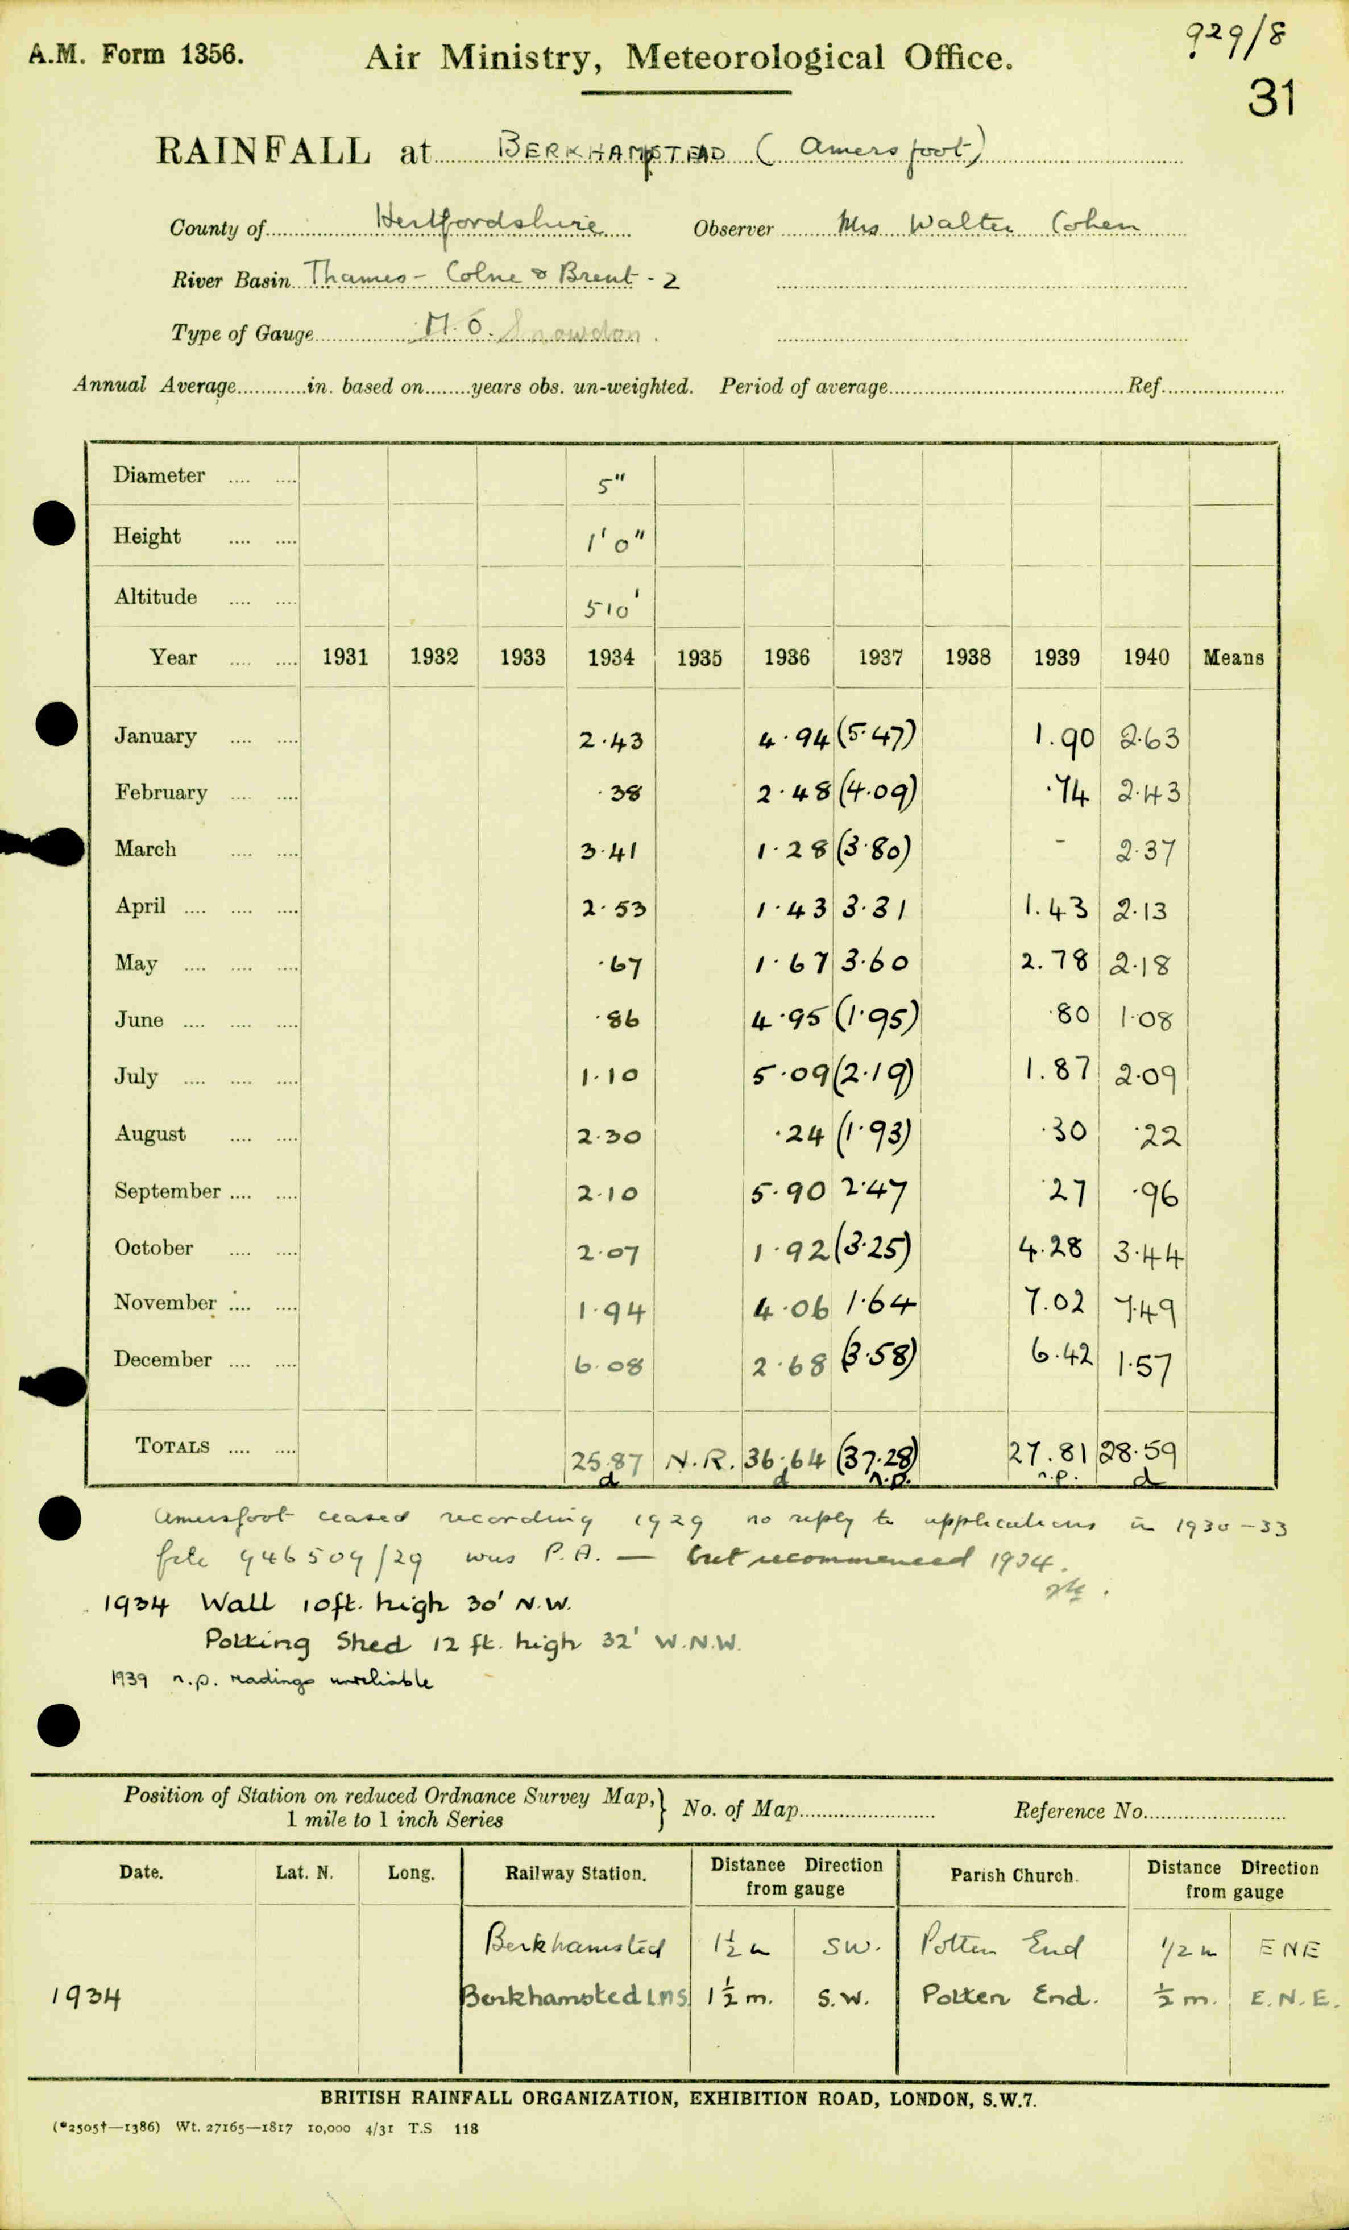 929/8
A.M. Form 1356. Air Ministry, Meteorological Office.
31
RAINFALL at BERKHAMPSTEAD (Amersfoot)
County of Hertfordshire Observer Mrs Walter Cohen
River Basin Thames - Colne & Brent - 2
Type of Gauge M.O. Snowdon.
Annual Average in. based on years obs. un-weighted. Period of average Ref.
Diameter 5"
Height 1' 0"
Altitude 510'
Year 1931 1932 1933 1934 1935 1936 1937 1938 1939 1940 Means
January 2.43 4.94 (5.47) 1.90 2.63
February .38 2.48 (4.09) .74 2.43
March 3.41 1.28 (3.80) - 2.37
April 2.53 1.43 3.31 1.43 2.13
May .67 1.67 3.60 2.78 2.18
June .86 4.95 (1.95) .80 1.08
July 1.10 5.09 (2.19) 1.87 2.09
August 2.30 .24 (1.93) .30 .22
September 2.10 5.90 2.47 .27 .96
October 2.07 1.92 (3.25) 4.28 3.44
November 1.94 4.06 1.64 7.02 7.49
December 6.08 2.68 (3.58) 6.42 1.57
TOTALS 25.87 N.R. 36.64 (37.28) 27.81 28.59
d d n.p. n.p. d
Amersfoot ceased recording 1929 no reply to applications in 1930-33
file 946509/29 was P.A. — but recommenced 1934.
1934 Wall 10ft. high 30' N.W.
Potting Shed 12 ft. high 32' W.N.W.
1939 n.p. readings unreliable
Position of Station on reduced Ordnance Survey Map, 1 mile to 1 inch Series } No. of Map Reference No.
Date. Lat. N. Long. Railway Station. Distance Direction from gauge Parish Church. Distance Direction from gauge
Berkhamsted 1½ m SW. Potten End 1/2 m ENE
1934 Berkhamsted LMS 1½ m. S.W. Potten End. ½ m. E.N.E.
BRITISH RAINFALL ORGANIZATION, EXHIBITION ROAD, LONDON, S.W.7.
(*2505†—1386) Wt. 27165—1817 10,000 4/31 T.S 118